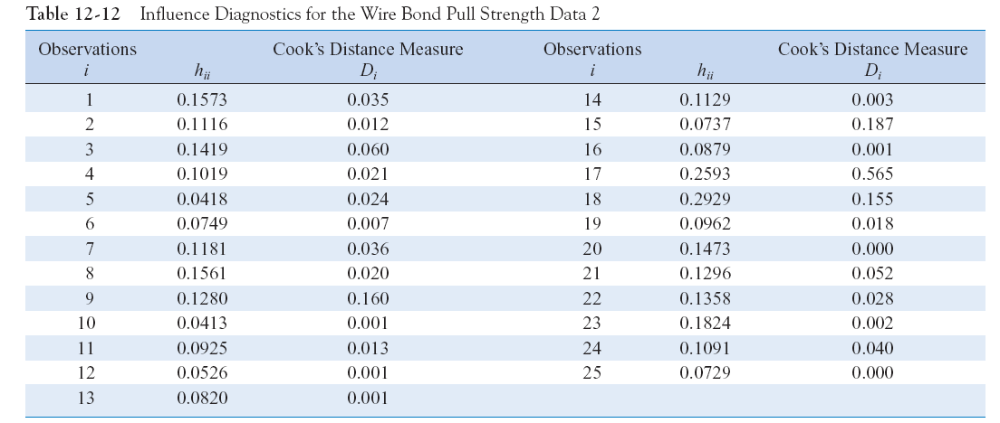 Table 12-12 Influence Diagnostics for the Wire Bond Pull Strength Data 2
Observations Cook's Distance Measure Observations Cook's Distance Measure
i hii Di i hii Di
1 0.1573 0.035 14 0.1129 0.003
2 0.1116 0.012 15 0.0737 0.187
3 0.1419 0.060 16 0.0879 0.001
4 0.1019 0.021 17 0.2593 0.565
5 0.0418 0.024 18 0.2929 0.155
6 0.0749 0.007 19 0.0962 0.018
7 0.1181 0.036 20 0.1473 0.000
8 0.1561 0.020 21 0.1296 0.052
9 0.1280 0.160 22 0.1358 0.028
10 0.0413 0.001 23 0.1824 0.002
11 0.0925 0.013 24 0.1091 0.040
12 0.0526 0.001 25 0.0729 0.000
13 0.0820 0.001